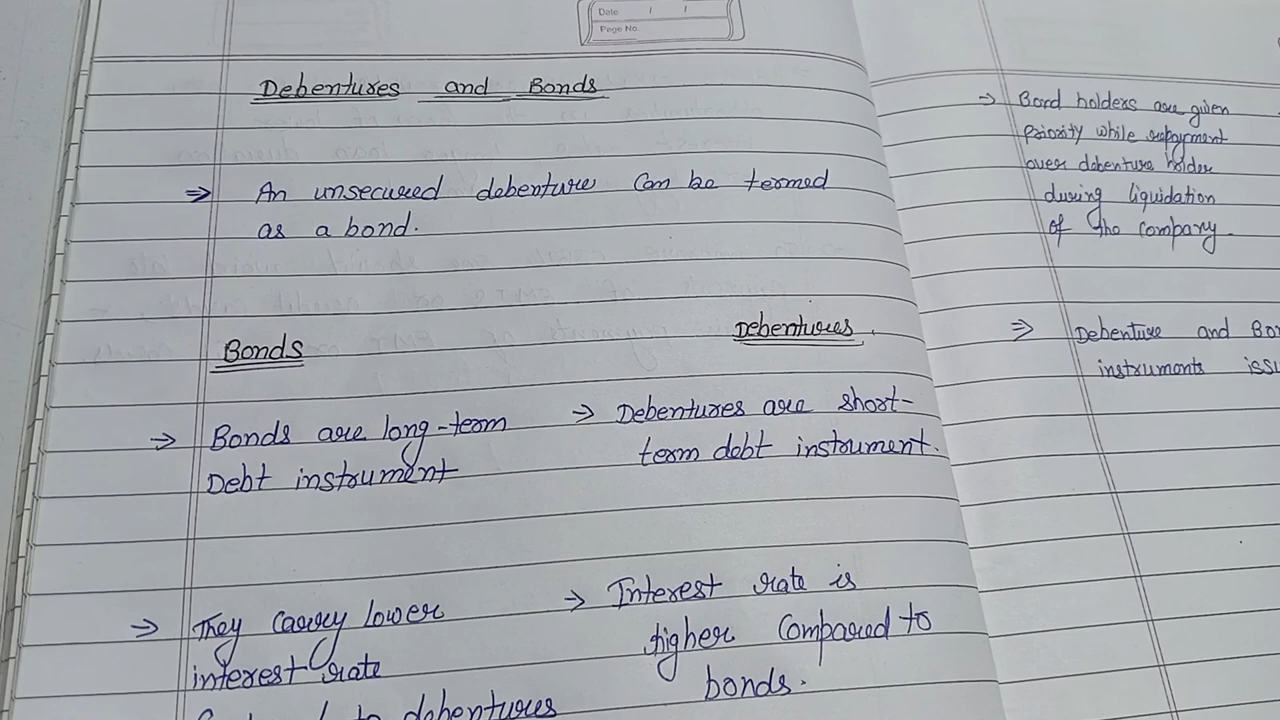 Date / /
Page No.
Debentures and Bonds
⇒ An unsecured debenture can be termed
as a bond.
Bonds
→ Bonds are long-term
Debt instrument
→ They carry lower
interest rate
to debentures
Debentures.
→ Debentures are short-
term debt instrument.
→ Interest rate is
higher compared to
bonds.
→ Bond holders are given
priority while repayment
over debenture holder
during liquidation
of the company.
⇒ Debenture and
instruments